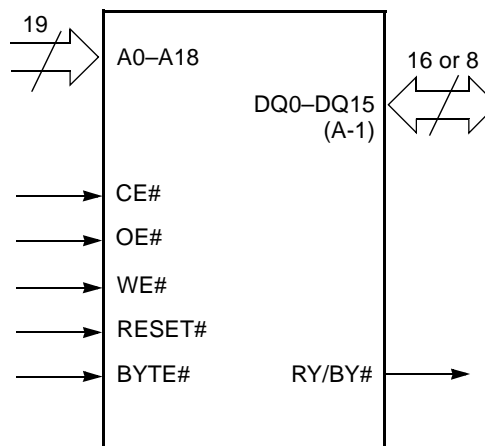 19
A0–A18
16 or 8
DQ0–DQ15
(A-1)
CE#
OE#
WE#
RESET#
BYTE#
RY/BY#